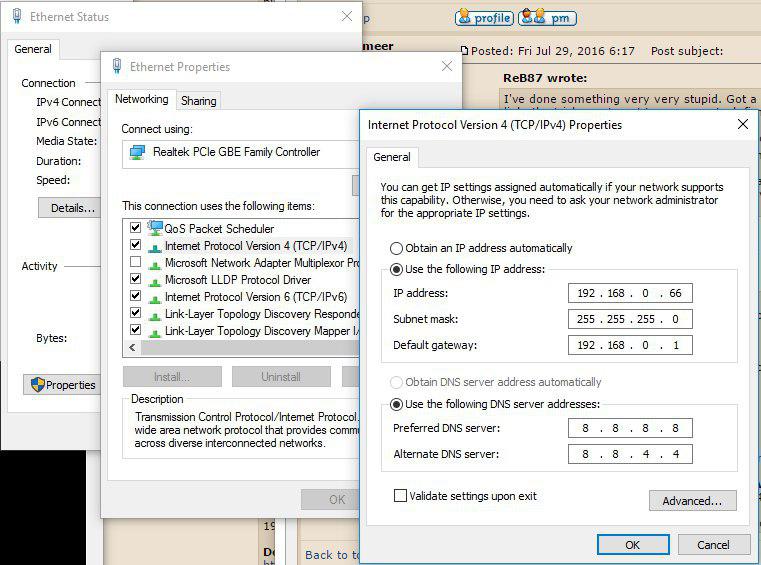 Ethernet Status
General
Connection
IPv4 Connect
IPv6 Connect
Media State:
Duration:
Speed:
Details...
Activity
Bytes:
Properties
Ethernet Properties
Networking
Sharing
Connect using:
Realtek PCIe GBE Family Controller
This connection uses the following items:
QoS Packet Scheduler
Internet Protocol Version 4 (TCP/IPv4)
Microsoft Network Adapter Multiplexor Pro
Microsoft LLDP Protocol Driver
Internet Protocol Version 6 (TCP/IPv6)
Link-Layer Topology Discovery Responde
Link-Layer Topology Discovery Mapper I/
Install...
Uninstall
Description
Transmission Control Protocol/Internet Protocol.
wide area network protocol that provides commu
across diverse interconnected networks.
OK
p
profile
pm
meer
Posted: Fri Jul 29, 2016 6:17 Post subject:
ReB87 wrote:
I've done something very very stupid. Got a
Internet Protocol Version 4 (TCP/IPv4) Properties
General
You can get IP settings assigned automatically if your network supports
this capability. Otherwise, you need to ask your network administrator
for the appropriate IP settings.
Obtain an IP address automatically
Use the following IP address:
IP address: 192 . 168 . 0 . 66
Subnet mask: 255 . 255 . 255 . 0
Default gateway: 192 . 168 . 0 . 1
Obtain DNS server address automatically
Use the following DNS server addresses:
Preferred DNS server: 8 . 8 . 8 . 8
Alternate DNS server: 8 . 8 . 4 . 4
Validate settings upon exit
Advanced...
OK
Cancel
19
Back to to